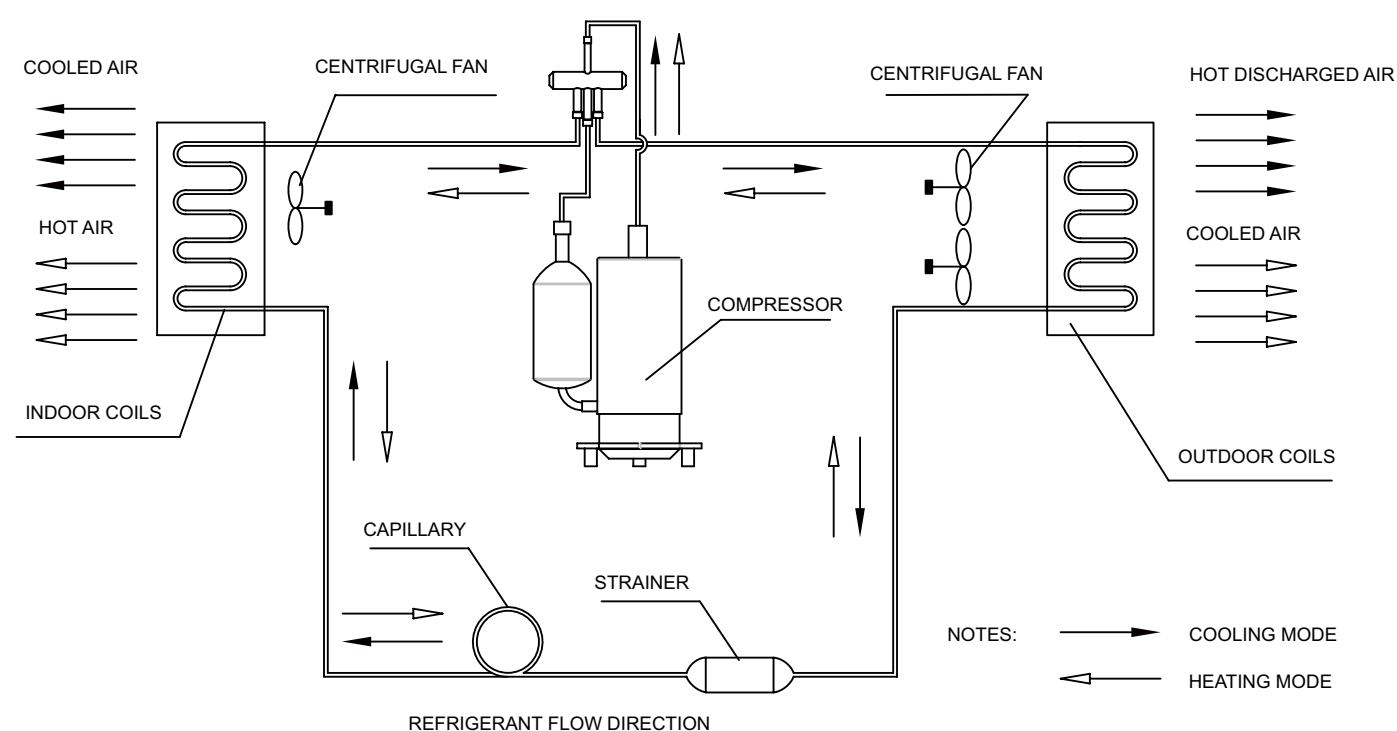 COOLED AIR
CENTRIFUGAL FAN
CENTRIFUGAL FAN
HOT DISCHARGED AIR
HOT AIR
COOLED AIR
COMPRESSOR
INDOOR COILS
OUTDOOR COILS
CAPILLARY
STRAINER
NOTES:
COOLING MODE
HEATING MODE
REFRIGERANT FLOW DIRECTION